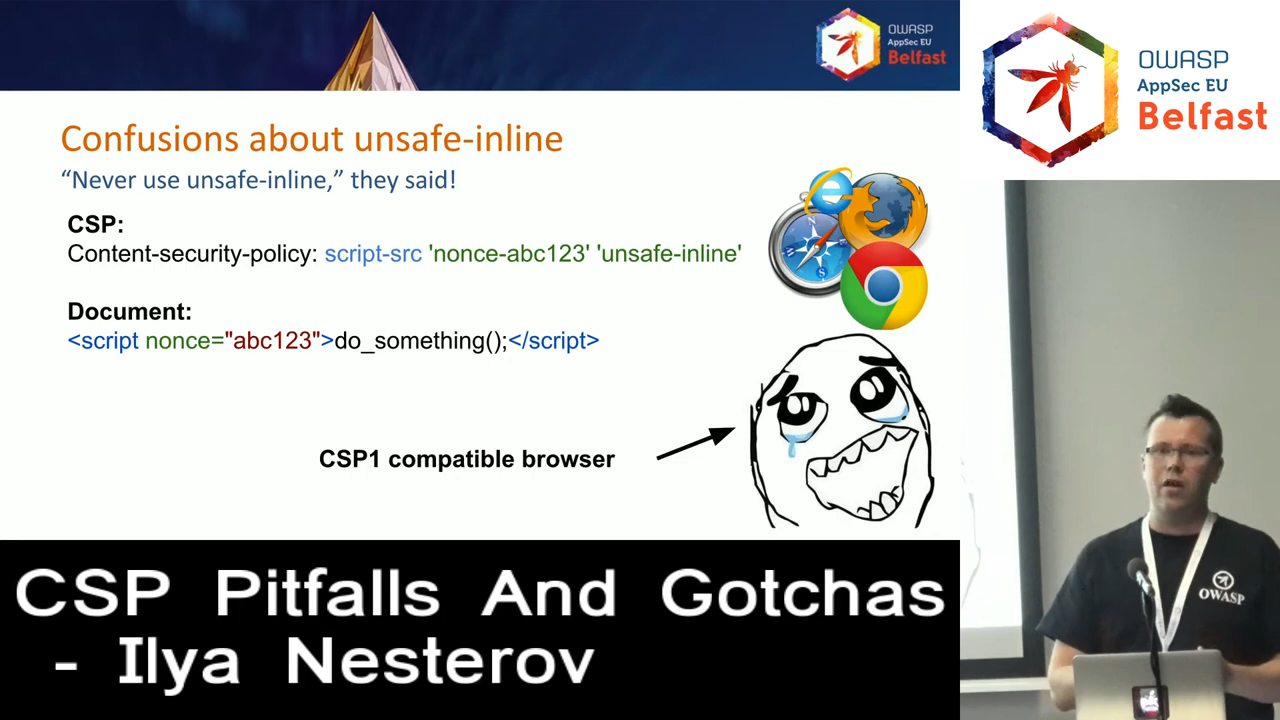 OWASP
AppSec EU
Belfast
OWASP
AppSec EU
Belfast
Confusions about unsafe-inline
“Never use unsafe-inline,” they said!
CSP:
Content-security-policy: script-src 'nonce-abc123' 'unsafe-inline'
Document:
<script nonce="abc123">do_something();</script>
CSP1 compatible browser
OWASP
CSP Pitfalls And Gotchas
- Ilya Nesterov